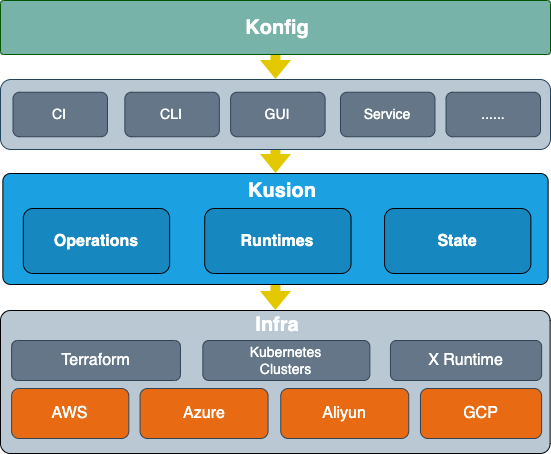 Konfig
CI
CLI
GUI
Service
......
Kusion
Operations
Runtimes
State
Infra
Terraform
Kubernetes
Clusters
X Runtime
AWS
Azure
Aliyun
GCP